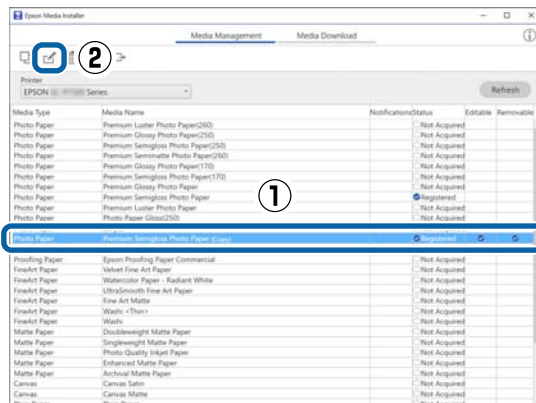 Epson Media Installer
Media Management Media Download
②
Printer
EPSON Series
Refresh
Media Type Media Name Notifications Status Editable Removable
Photo Paper Premium Luster Photo Paper(260) Not Acquired
Photo Paper Premium Glossy Photo Paper(250) Not Acquired
Photo Paper Premium Semigloss Photo Paper(250) Not Acquired
Photo Paper Premium Semimatte Photo Paper(260) Not Acquired
Photo Paper Premium Glossy Photo Paper(170) Not Acquired
Photo Paper Premium Semigloss Photo Paper(170) Not Acquired
Photo Paper Premium Glossy Photo Paper Not Acquired
Photo Paper Premium Semigloss Photo Paper Registered
Photo Paper Premium Luster Photo Paper Not Acquired
Photo Paper Photo Paper Gloss(250) Not Acquired
①
Photo Paper Premium Semigloss Photo Paper (Copy) Registered
Proofing Paper Epson Proofing Paper Commercial Not Acquired
FineArt Paper Velvet Fine Art Paper Not Acquired
FineArt Paper Watercolor Paper - Radiant White Not Acquired
FineArt Paper UltraSmooth Fine Art Paper Not Acquired
FineArt Paper Fine Art Matte Not Acquired
FineArt Paper Washi <Thin> Not Acquired
FineArt Paper Washi Not Acquired
Matte Paper Doubleweight Matte Paper Not Acquired
Matte Paper Singleweight Matte Paper Not Acquired
Matte Paper Photo Quality Inkjet Paper Not Acquired
Matte Paper Enhanced Matte Paper Not Acquired
Matte Paper Archival Matte Paper Not Acquired
Canvas Canvas Satin Not Acquired
Canvas Canvas Matte Not Acquired